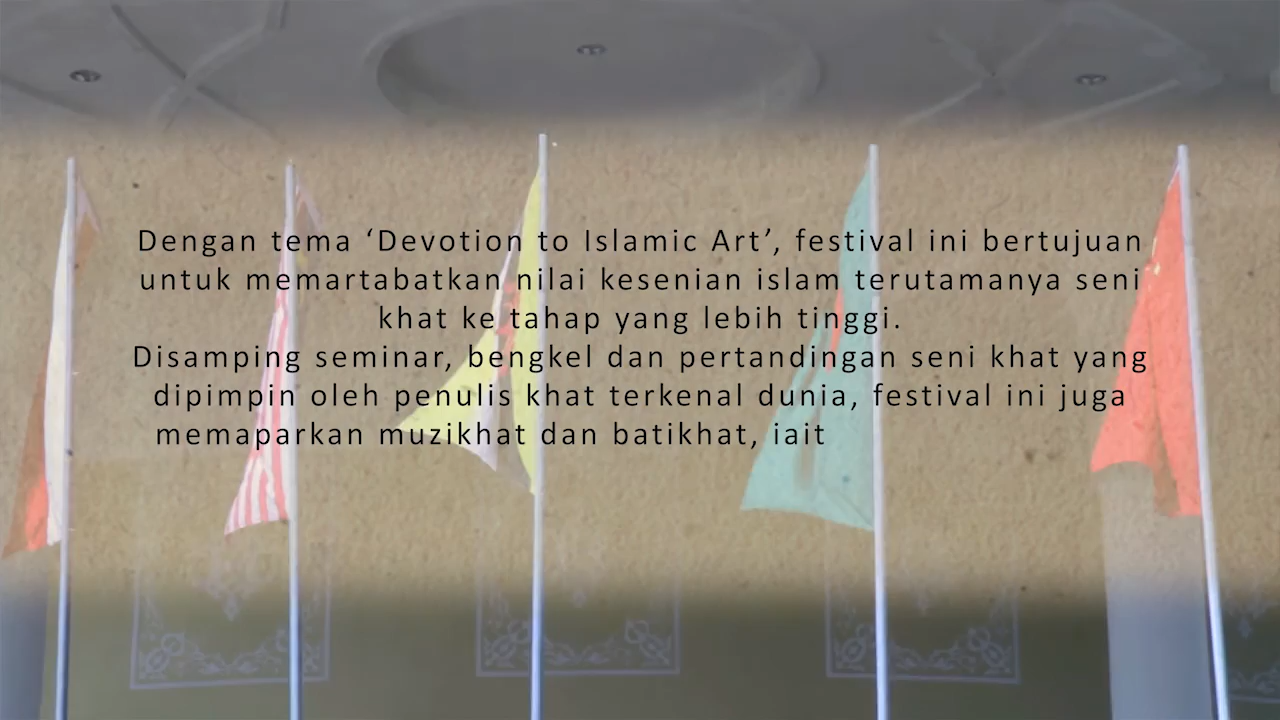 Dengan tema ‘Devotion to Islamic Art’, festival ini bertujuan
untuk memartabatkan nilai kesenian islam terutamanya seni
khat ke tahap yang lebih tinggi.
Disamping seminar, bengkel dan pertandingan seni khat yang
dipimpin oleh penulis khat terkenal dunia, festival ini juga
memaparkan muzikhat dan batikhat, iait